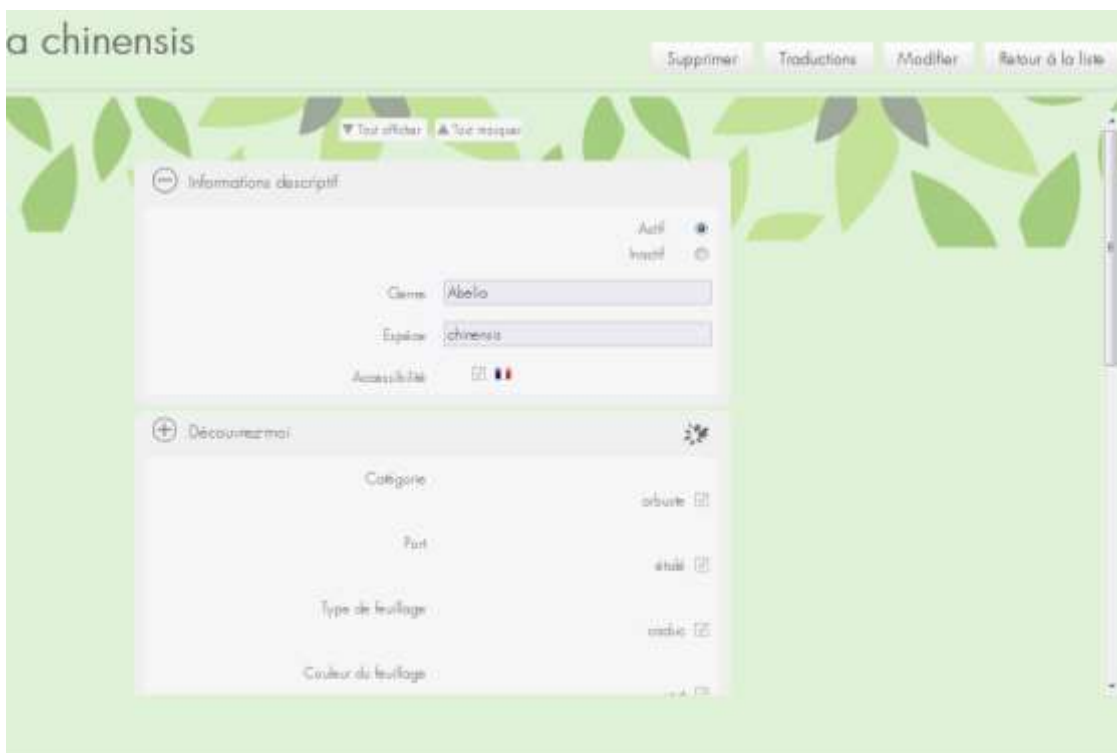 a chinensis
Supprimer Traductions Modifier Retour à la liste
▼ Tout afficher ▲ Tout masquer
Informations descriptif
Actif
Inactif
Genre Abelia
Espèce chinensis
Accessibilité
Découvrez-moi
Catégorie
arbuste
Port
étalé
Type de feuillage
caduc
Couleur du feuillage